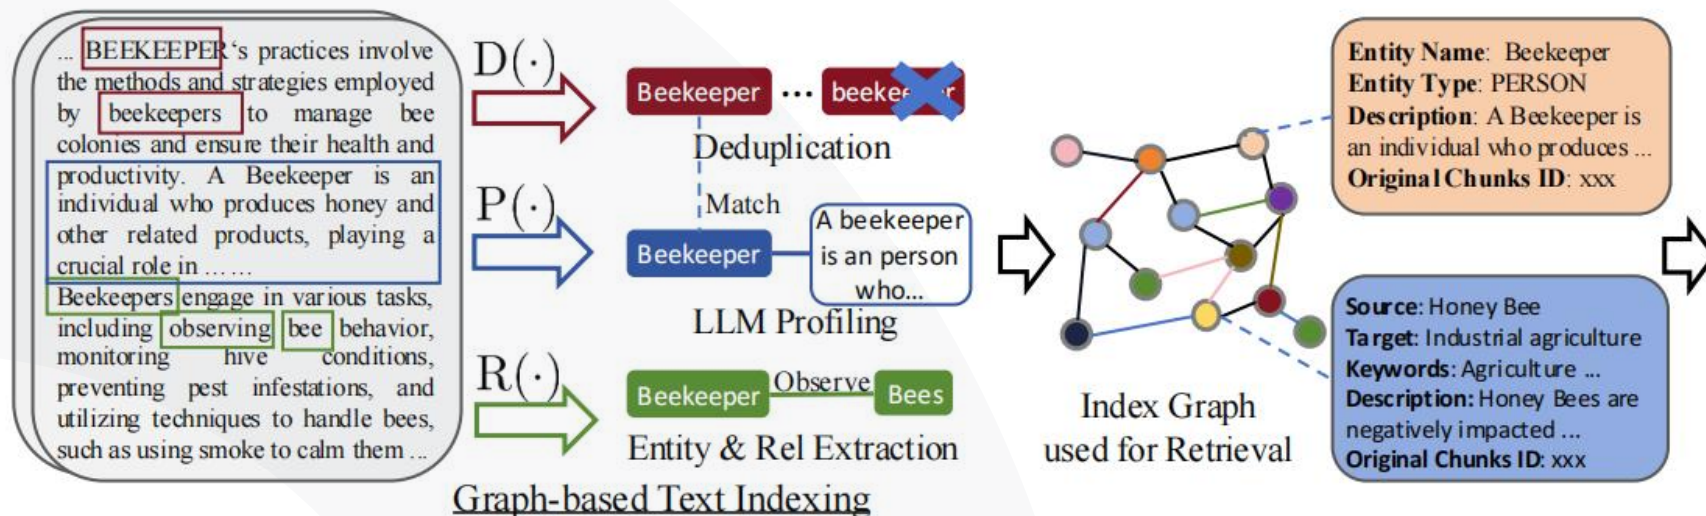 ... BEEKEEPER‘s practices involve
the methods and strategies employed
by beekeepers to manage bee
colonies and ensure their health and
productivity. A Beekeeper is an
individual who produces honey and
other related products, playing a
crucial role in ... ...
Beekeepers engage in various tasks,
including observing bee behavior,
monitoring hive conditions,
preventing pest infestations, and
utilizing techniques to handle bees,
such as using smoke to calm them ...
D(·)
Beekeeper ... beekeeper
Deduplication
Match
P(·)
Beekeeper
A beekeeper
is an person
who...
LLM Profiling
R(·)
Beekeeper Observe Bees
Entity & Rel Extraction
Graph-based Text Indexing
Index Graph
used for Retrieval
Entity Name: Beekeeper
Entity Type: PERSON
Description: A Beekeeper is
an individual who produces ...
Original Chunks ID: xxx
Source: Honey Bee
Target: Industrial agriculture
Keywords: Agriculture ...
Description: Honey Bees are
negatively impacted ...
Original Chunks ID: xxx